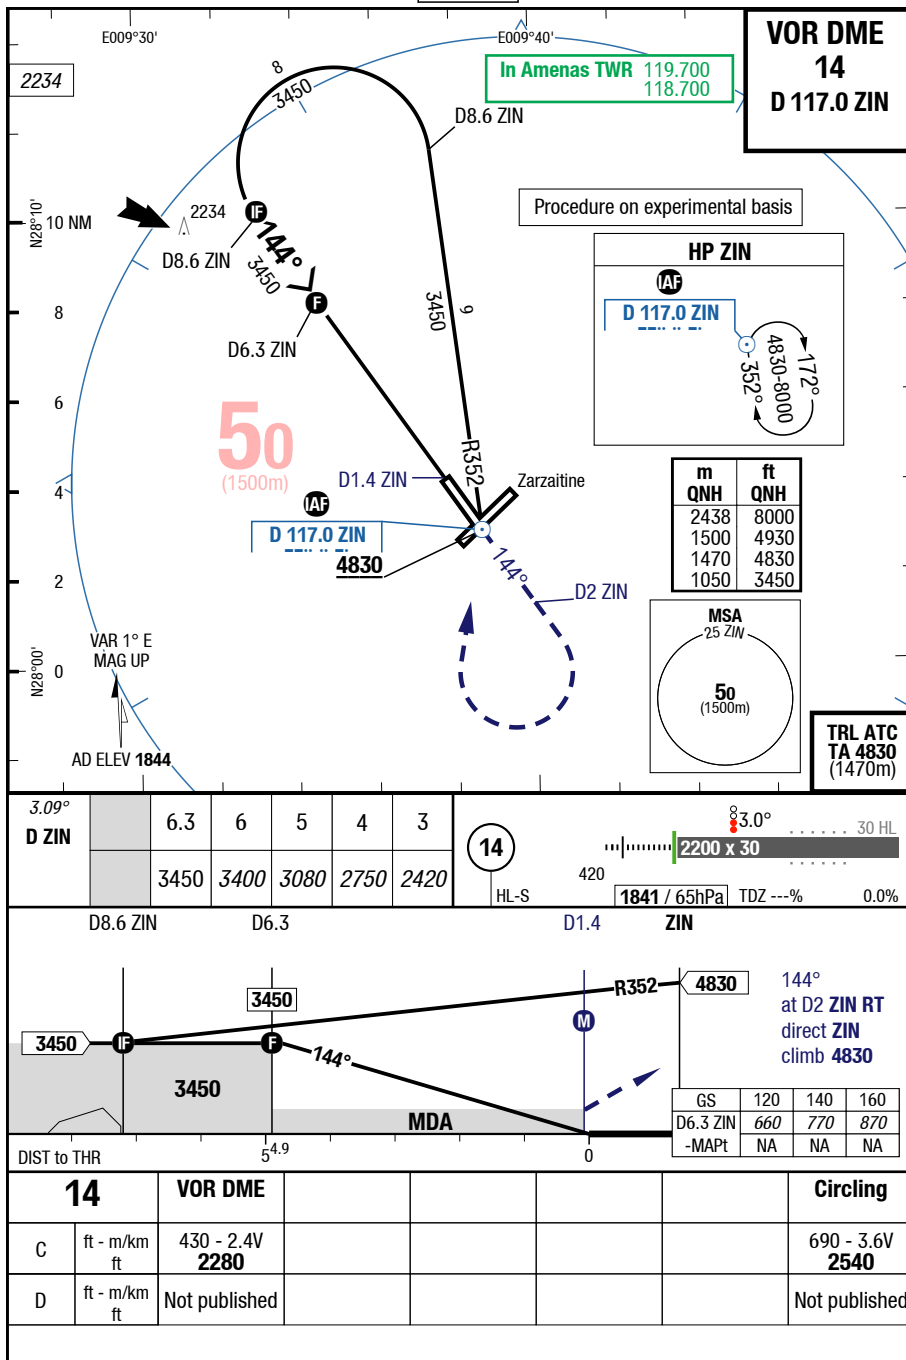 E009°30'
E009°40'
VOR DME
14
D 117.0 ZIN
2234
In Amenas TWR 119.700
118.700
8
3450
D8.6 ZIN
Procedure on experimental basis
N28°10'
10 NM
2234
IF
D8.6 ZIN
144°
3450
F
D6.3 ZIN
9
3450
HP ZIN
IAF
D 117.0 ZIN
352°
4830-8000
172°
8
6
4
2
0
50
(1500m)
R352
D1.4 ZIN
Zarzaitine
IAF
D 117.0 ZIN
4830
144°
D2 ZIN
m ft
QNH QNH
2438 8000
1500 4930
1470 4830
1050 3450
MSA
25 ZIN
50
(1500m)
VAR 1° E
MAG UP
N28°00'
AD ELEV 1844
TRL ATC
TA 4830
(1470m)
3.09°
D ZIN 6.3 6 5 4 3
3450 3400 3080 2750 2420
14
HL-S
420
3.0°
30 HL
2200 x 30
1841 / 65hPa TDZ ---% 0.0%
D8.6 ZIN D6.3 D1.4 ZIN
3450
R352
4830
144°
at D2 ZIN RT
direct ZIN
climb 4830
M
3450
IF
F
144°
3450
MDA
GS 120 140 160
D6.3 ZIN 660 770 870
-MAPt NA NA NA
DIST to THR 5 4.9 0
14 VOR DME Circling
C ft - m/km 430 - 2.4V 690 - 3.6V
ft 2280 2540
D ft - m/km Not published Not published
ft